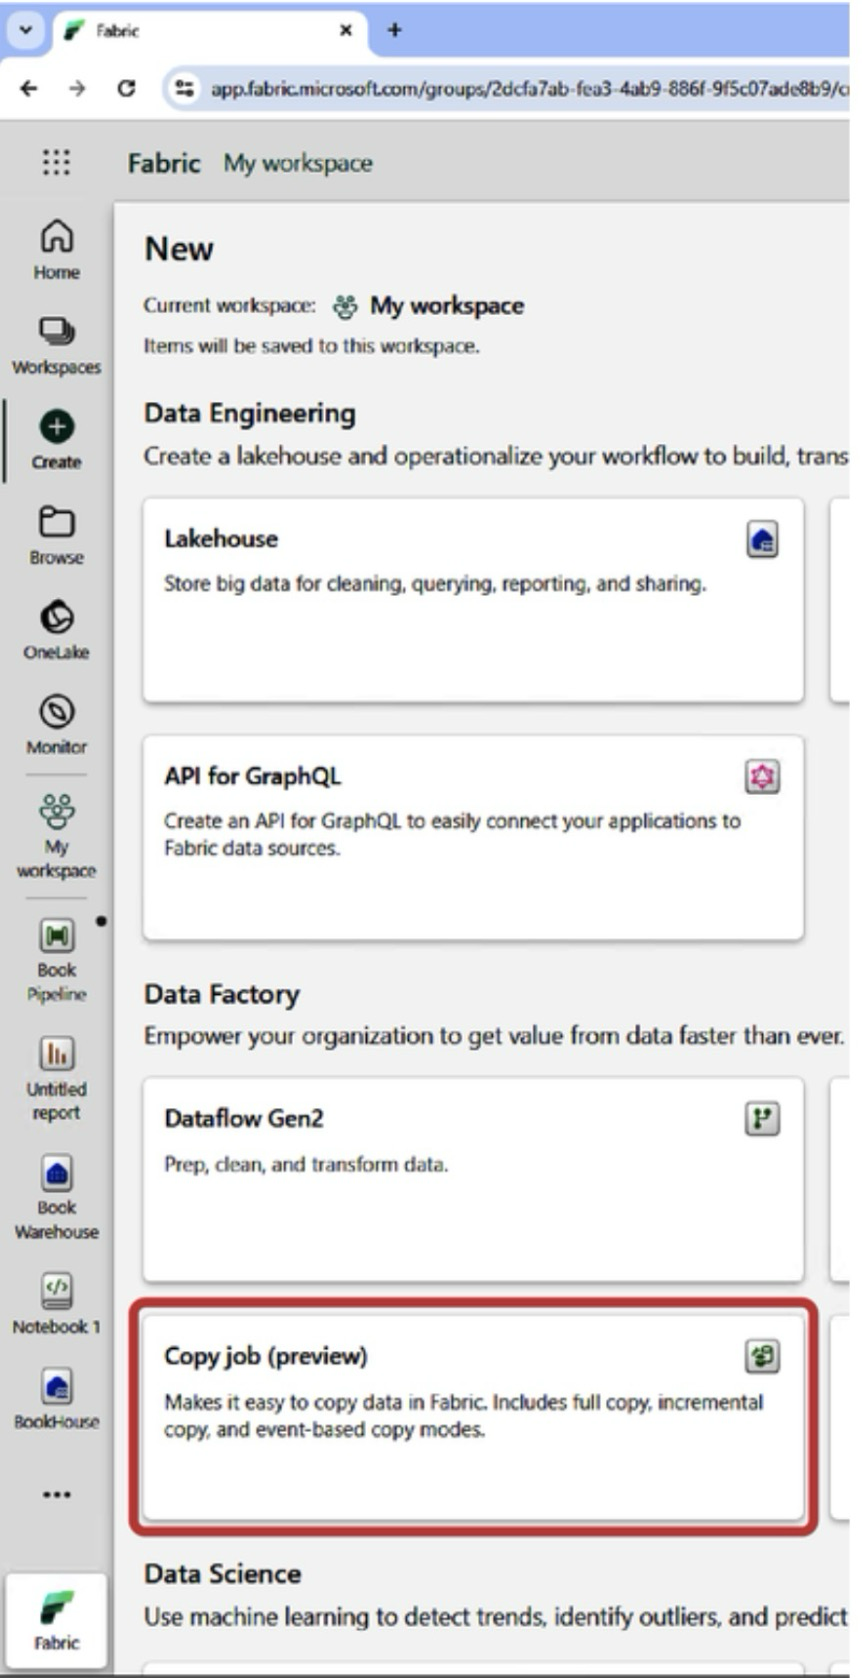 Fabric
app.fabric.microsoft.com/groups/2dcfa7ab-fea3-4ab9-886f-9f5c07ade8b9/c
Fabric My workspace
Home
Workspaces
Create
Browse
OneLake
Monitor
My
workspace
Book
Pipeline
Untitled
report
Book
Warehouse
Notebook 1
BookHouse
Fabric
New
Current workspace: My workspace
Items will be saved to this workspace.
Data Engineering
Create a lakehouse and operationalize your workflow to build, trans
Lakehouse
Store big data for cleaning, querying, reporting, and sharing.
API for GraphQL
Create an API for GraphQL to easily connect your applications to
Fabric data sources.
Data Factory
Empower your organization to get value from data faster than ever.
Dataflow Gen2
Prep, clean, and transform data.
Copy job (preview)
Makes it easy to copy data in Fabric. Includes full copy, incremental
copy, and event-based copy modes.
Data Science
Use machine learning to detect trends, identify outliers, and predict